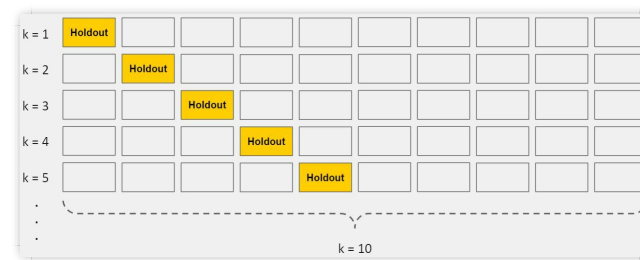 k = 1 Holdout
k = 2 Holdout
k = 3 Holdout
k = 4 Holdout
k = 5 Holdout
.
.
.
k = 10